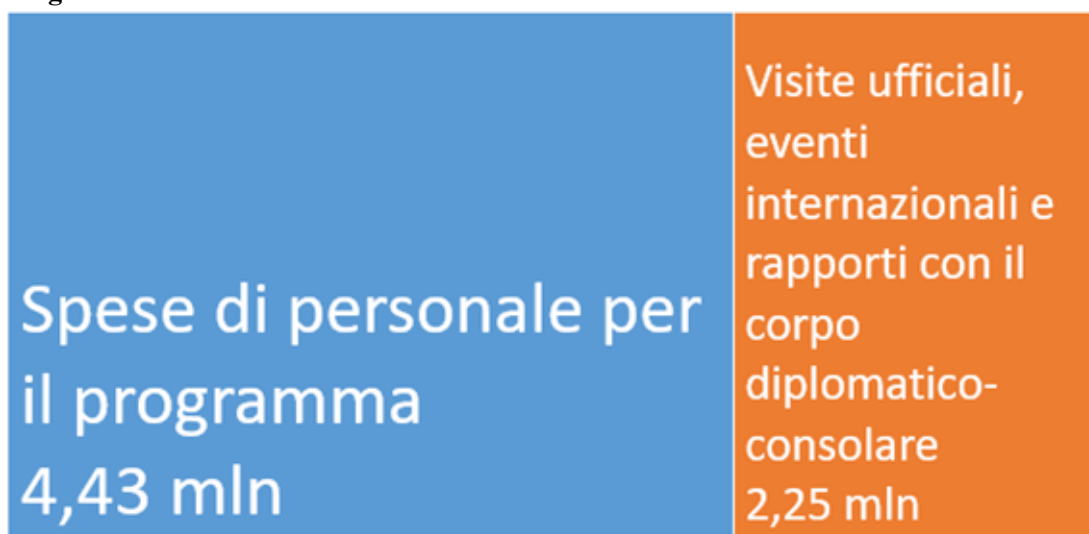 Spese di personale per
il programma
4,43 mln
Visite ufficiali,
eventi
internazionali e
rapporti con il
corpo
diplomatico-
consolare
2,25 mln